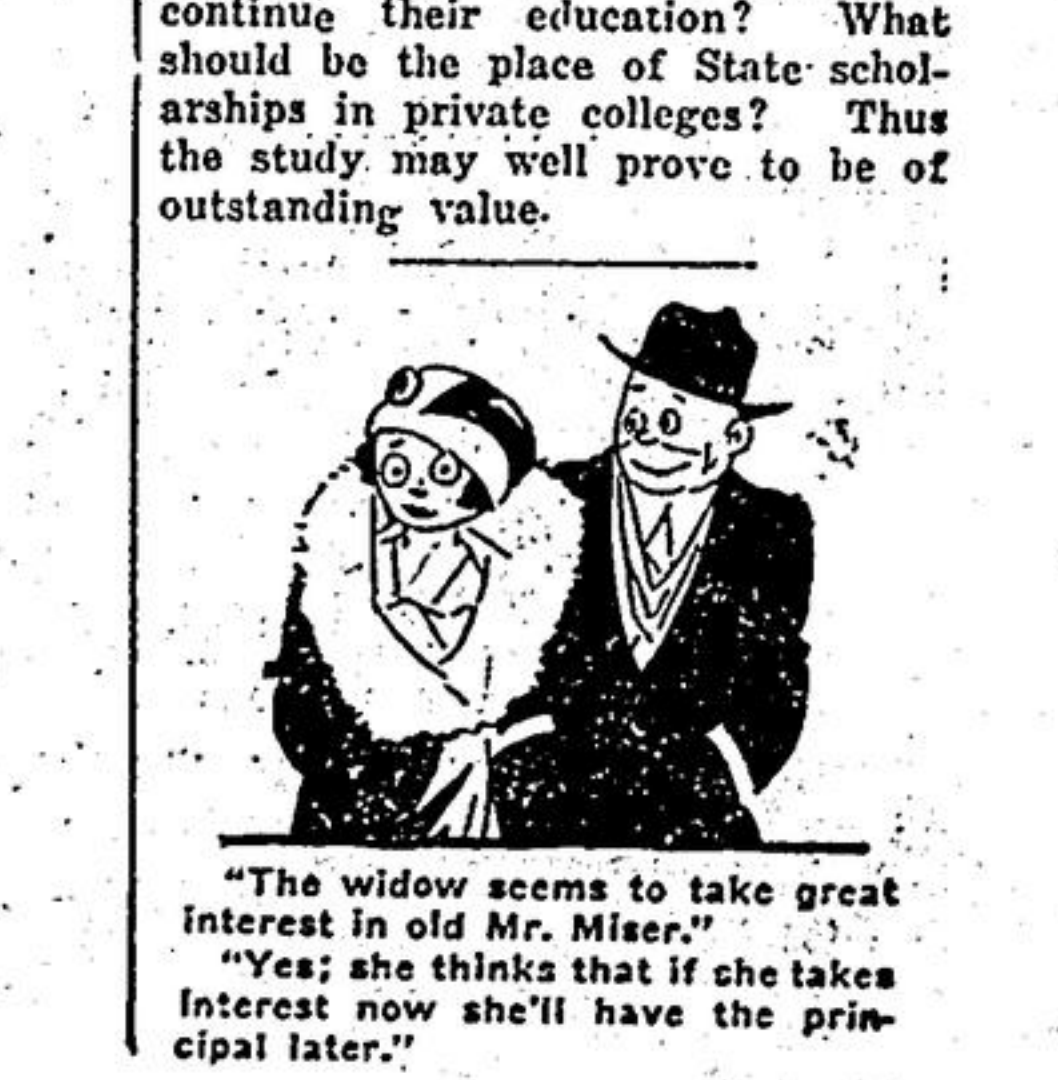 continue their education? What
should be the place of State schol-
arships in private colleges? Thus
the study may well prove to be of
outstanding value.
"The widow seems to take great
interest in old Mr. Miser."
"Yes; she thinks that if she takes
interest now she'll have the prin-
cipal later."